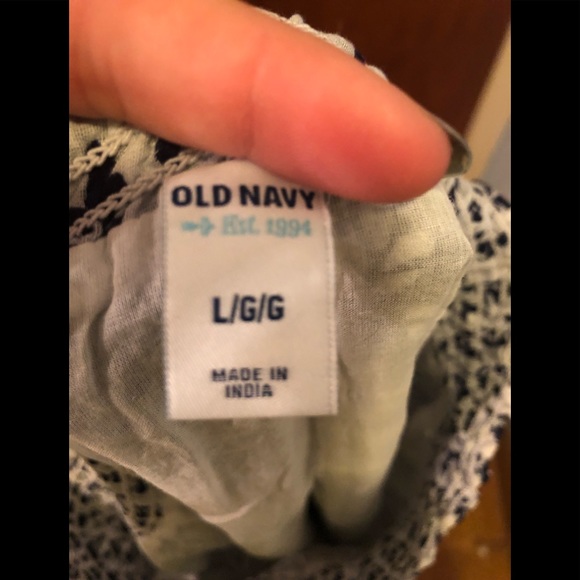 OLD NAVY
Est. 1994
L/G/G
MADE IN
INDIA